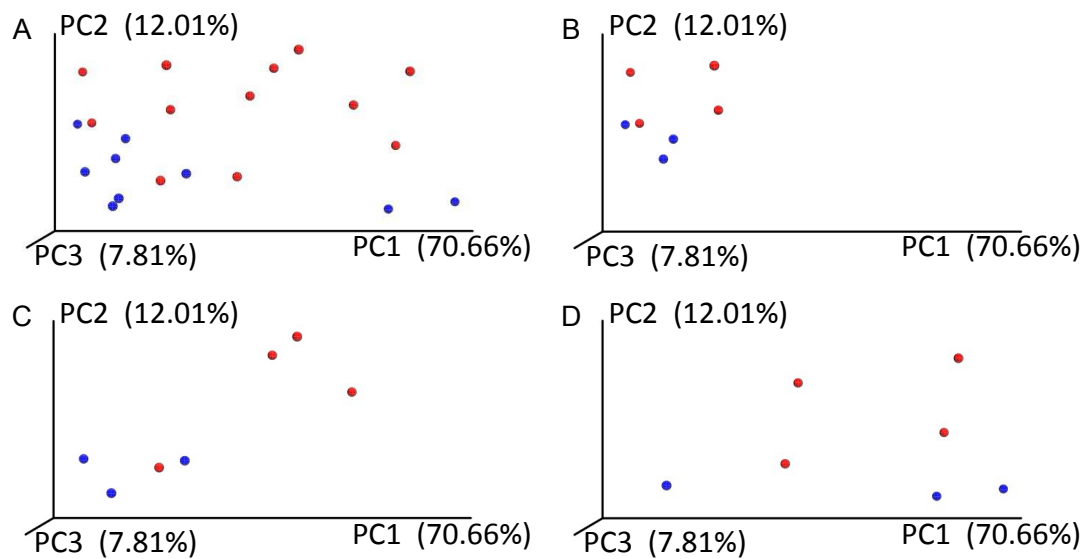 A PC2 (12.01%)
PC3 (7.81%) PC1 (70.66%)
B PC2 (12.01%)
PC3 (7.81%) PC1 (70.66%)
C PC2 (12.01%)
PC3 (7.81%) PC1 (70.66%)
D PC2 (12.01%)
PC3 (7.81%) PC1 (70.66%)